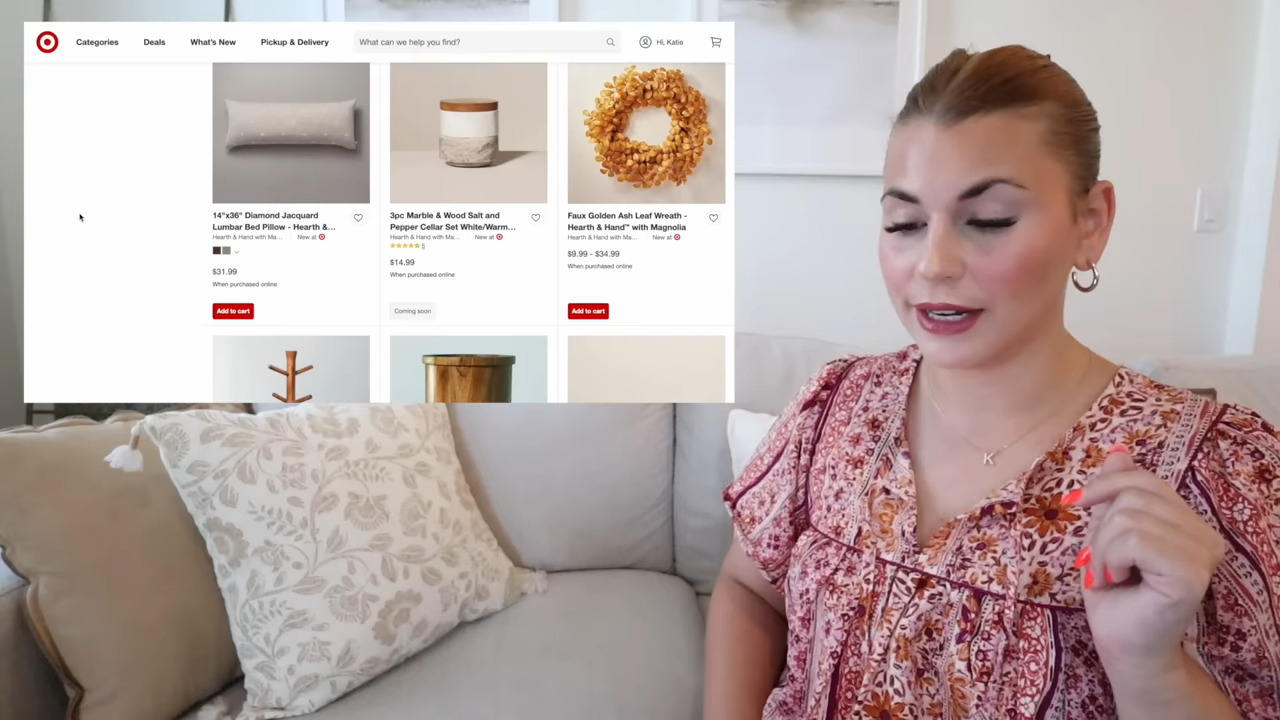 Categories
Deals
What's New
Pickup & Delivery
What can we help you find?
Hi, Katie
14"x36" Diamond Jacquard
Lumbar Bed Pillow - Hearth &...
Hearth & Hand with Ma...
New at
$31.99
When purchased online
Add to cart
3pc Marble & Wood Salt and
Pepper Cellar Set White/Warm...
Hearth & Hand with Ma...
New at
5
$14.99
When purchased online
Coming soon
Faux Golden Ash Leaf Wreath -
Hearth & Hand™ with Magnolia
Hearth & Hand with Ma...
New at
$9.99 - $34.99
When purchased online
Add to cart
K